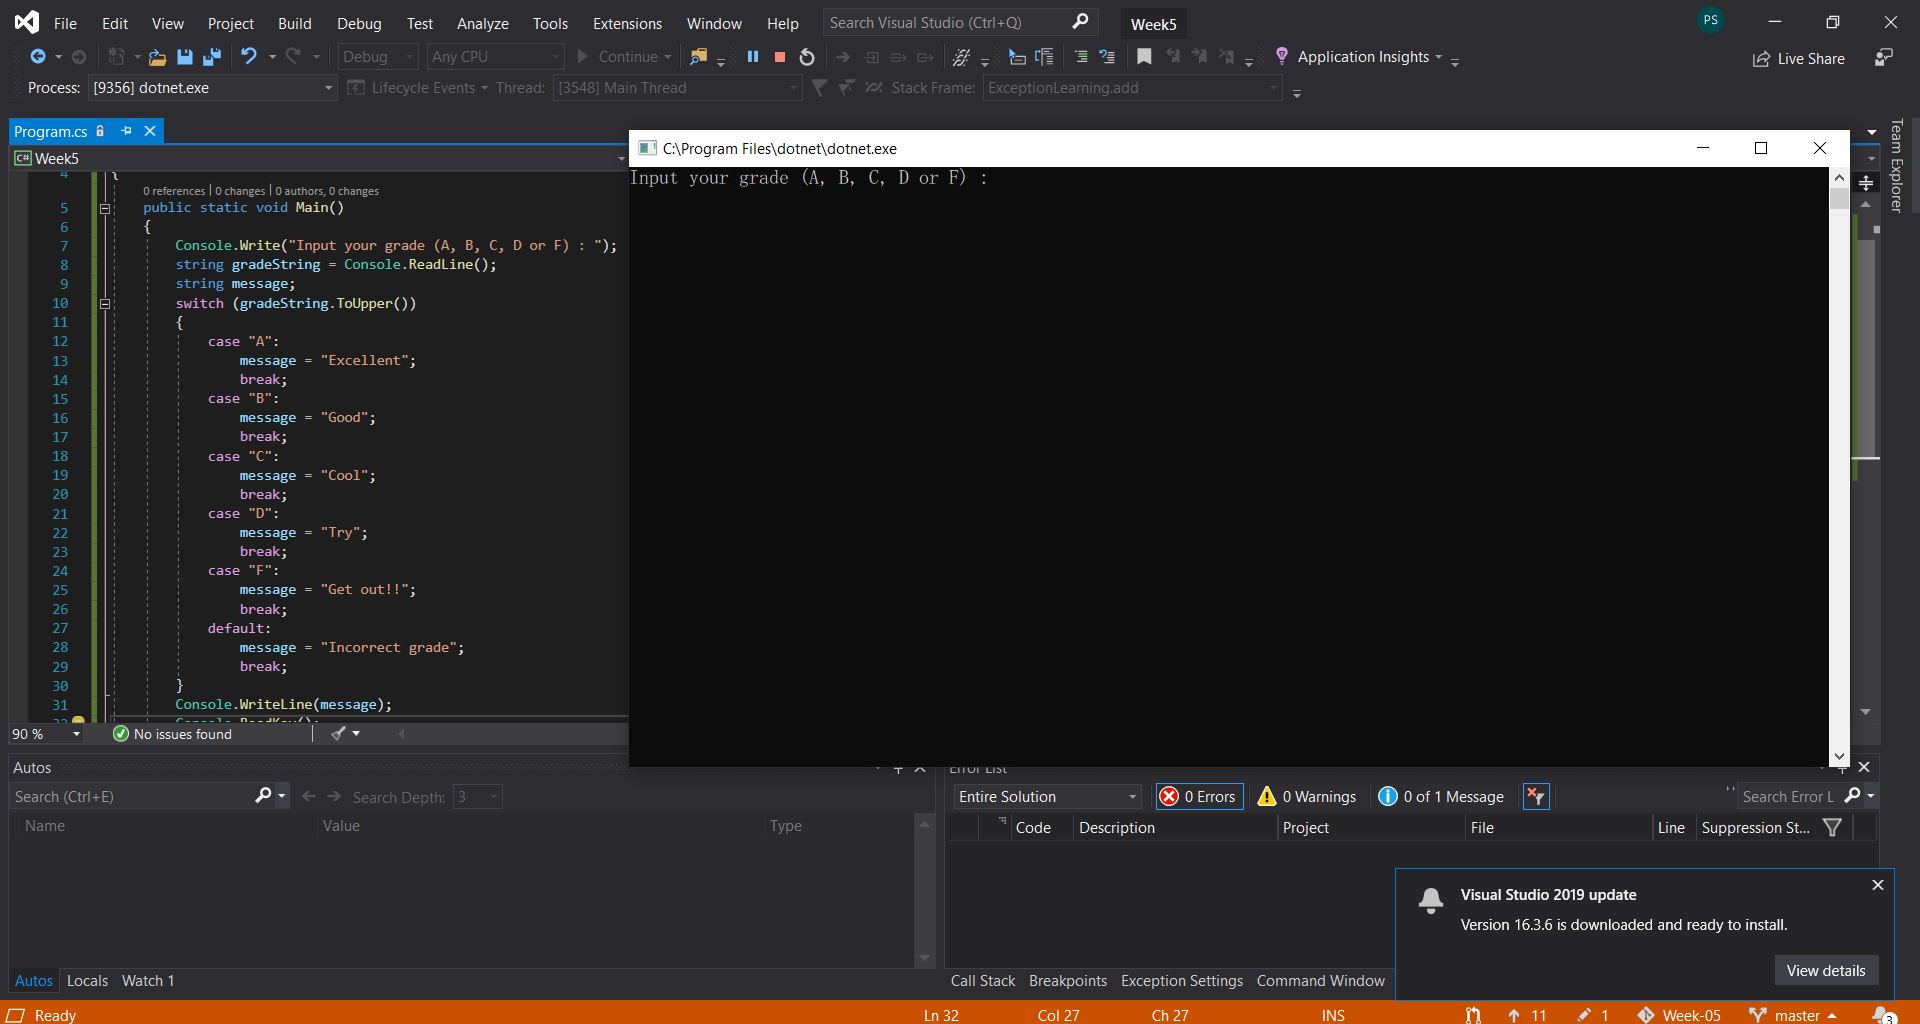 File Edit View Project Build Debug Test Analyze Tools Extensions Window Help Search Visual Studio (Ctrl+Q) Week5 PS
Debug Any CPU Continue Application Insights Live Share
Process: [9356] dotnet.exe Lifecycle Events Thread: [3548] Main Thread Stack Frame: ExceptionLearning.add
Program.cs
C# Week5
Team Explorer
C:\Program Files\dotnet\dotnet.exe
Input your grade (A, B, C, D or F) :
4 {
0 references | 0 changes | 0 authors, 0 changes
5 public static void Main()
6 {
7 Console.Write("Input your grade (A, B, C, D or F) : ");
8 string gradeString = Console.ReadLine();
9 string message;
10 switch (gradeString.ToUpper())
11 {
12 case "A":
13 message = "Excellent";
14 break;
15 case "B":
16 message = "Good";
17 break;
18 case "C":
19 message = "Cool";
20 break;
21 case "D":
22 message = "Try";
23 break;
24 case "F":
25 message = "Get out!!";
26 break;
27 default:
28 message = "Incorrect grade";
29 break;
30 }
31 Console.WriteLine(message);
32 Console.ReadKey();
90 % No issues found
Autos
Search (Ctrl+E) Search Depth: 3
Name Value Type
Autos Locals Watch 1
Error List
Entire Solution 0 Errors 0 Warnings 0 of 1 Message Search Error L
Code Description Project File Line Suppression St...
Call Stack Breakpoints Exception Settings Command Window
Visual Studio 2019 update
Version 16.3.6 is downloaded and ready to install.
View details
Ready Ln 32 Col 27 Ch 27 INS 11 1 Week-05 master 3